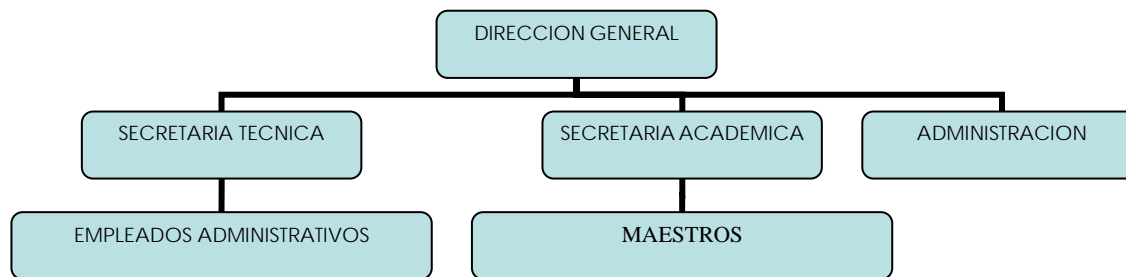 DIRECCION GENERAL
SECRETARIA TECNICA
SECRETARIA ACADEMICA
ADMINISTRACION
EMPLEADOS ADMINISTRATIVOS
MAESTROS